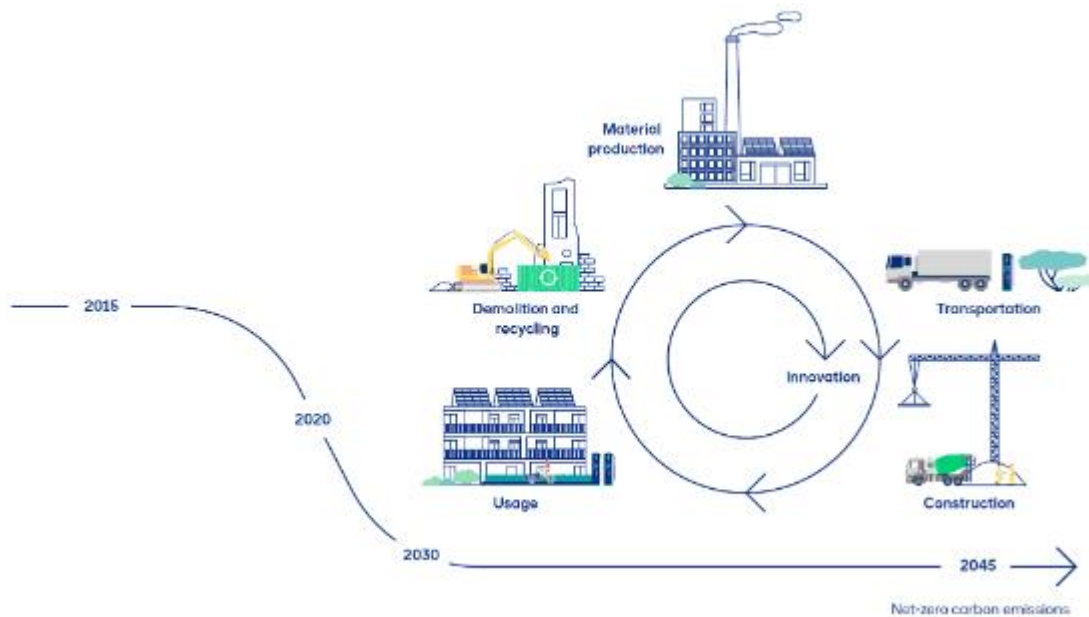 Material
production
Demolition and
recycling
Transportation
2015
Innovation
2020
Usage
Construction
2030
2045
Net-zero carbon emissions